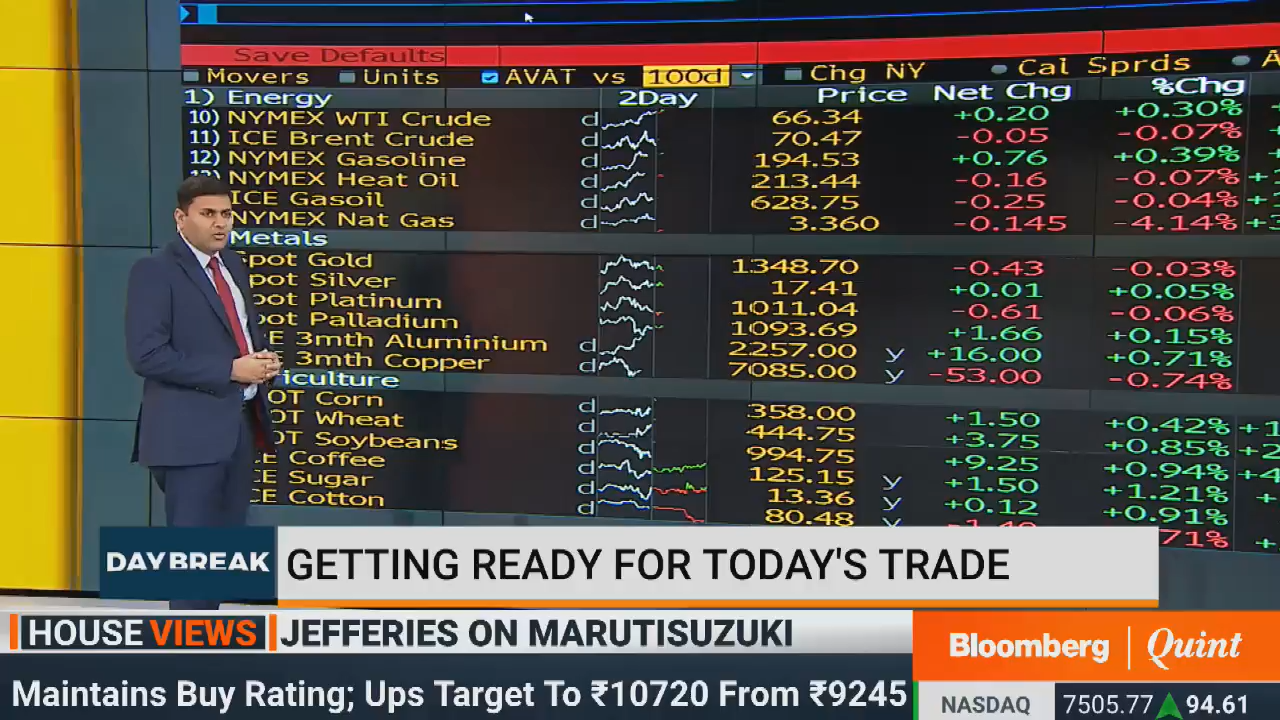 Save Defaults
Movers Units AVAT vs 100d Chg NY Cal Sprds
1) Energy 2Day Price Net Chg %Chg
10) NYMEX WTI Crude d 66.34 +0.20 +0.30%
11) ICE Brent Crude d 70.47 -0.05 -0.07%
12) NYMEX Gasoline d 194.53 +0.76 +0.39%
NYMEX Heat Oil d 213.44 -0.16 -0.07%
ICE Gasoil d 628.75 -0.25 -0.04%
NYMEX Nat Gas d 3.360 -0.145 -4.14%
Metals
Spot Gold 1348.70 -0.43 -0.03%
pot Silver 17.41 +0.01 +0.05%
pot Platinum 1011.04 -0.61 -0.06%
pot Palladium 1093.69 +1.66 +0.15%
E 3mth Aluminium d 2257.00 y +16.00 +0.71%
E 3mth Copper d 7085.00 y -53.00 -0.74%
riculture
OT Corn d 358.00 +1.50 +0.42%
OT Wheat d 444.75 +3.75 +0.85%
OT Soybeans d 994.75 +9.25 +0.94%
CE Coffee d 125.15 y +1.50 +1.21%
CE Sugar d 13.36 y +0.12 +0.91%
CE Cotton d 80.48 71%
DAYBREAK GETTING READY FOR TODAY'S TRADE
HOUSE VIEWS JEFFERIES ON MARUTI SUZUKI
Maintains Buy Rating; Ups Target To ₹10720 From ₹9245
Bloomberg | Quint
NASDAQ 7505.77 94.61